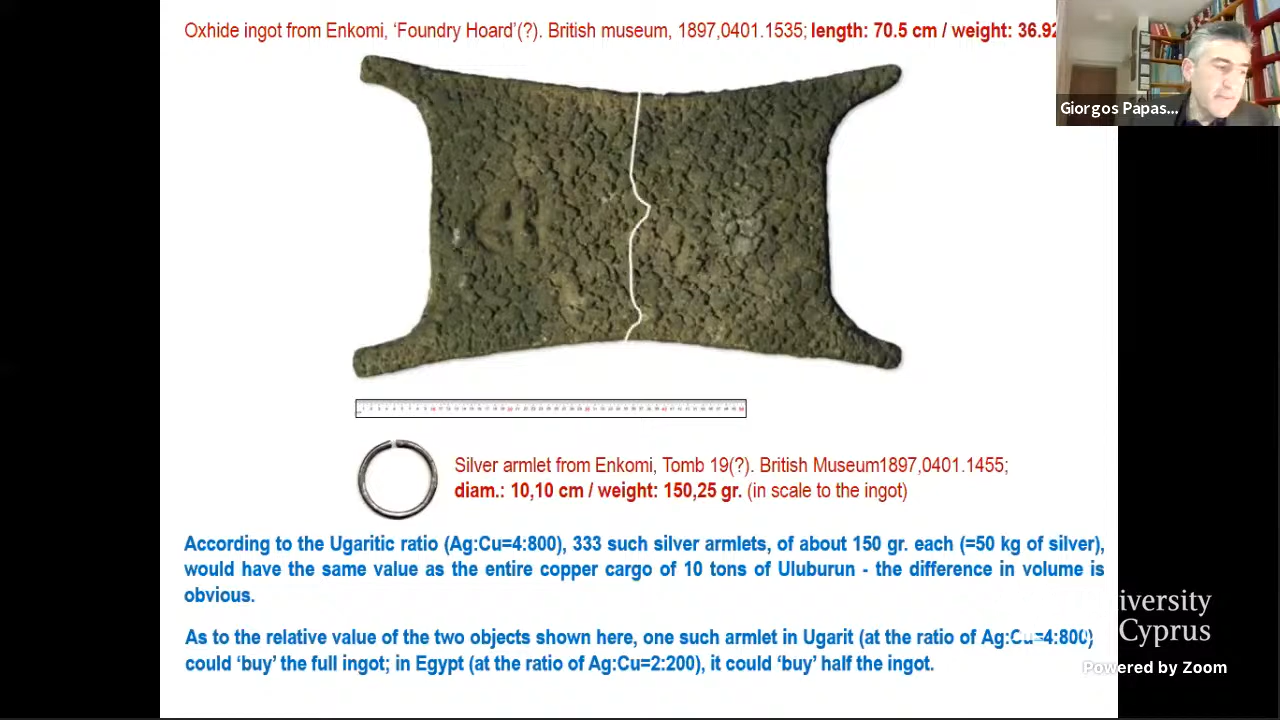 Oxhide ingot from Enkomi, ‘Foundry Hoard’(?). British museum, 1897,0401.1535; length: 70.5 cm / weight: 36.92
Giorgos Papas...
Silver armlet from Enkomi, Tomb 19(?). British Museum1897,0401.1455;
diam.: 10,10 cm / weight: 150,25 gr. (in scale to the ingot)
According to the Ugaritic ratio (Ag:Cu=4:800), 333 such silver armlets, of about 150 gr. each (=50 kg of silver),
would have the same value as the entire copper cargo of 10 tons of Uluburun - the difference in volume is
obvious.
As to the relative value of the two objects shown here, one such armlet in Ugarit (at the ratio of Ag:Cu=4:800)
could ‘buy’ the full ingot; in Egypt (at the ratio of Ag:Cu=2:200), it could ‘buy’ half the ingot.
iversity
Cyprus
Powered by Zoom